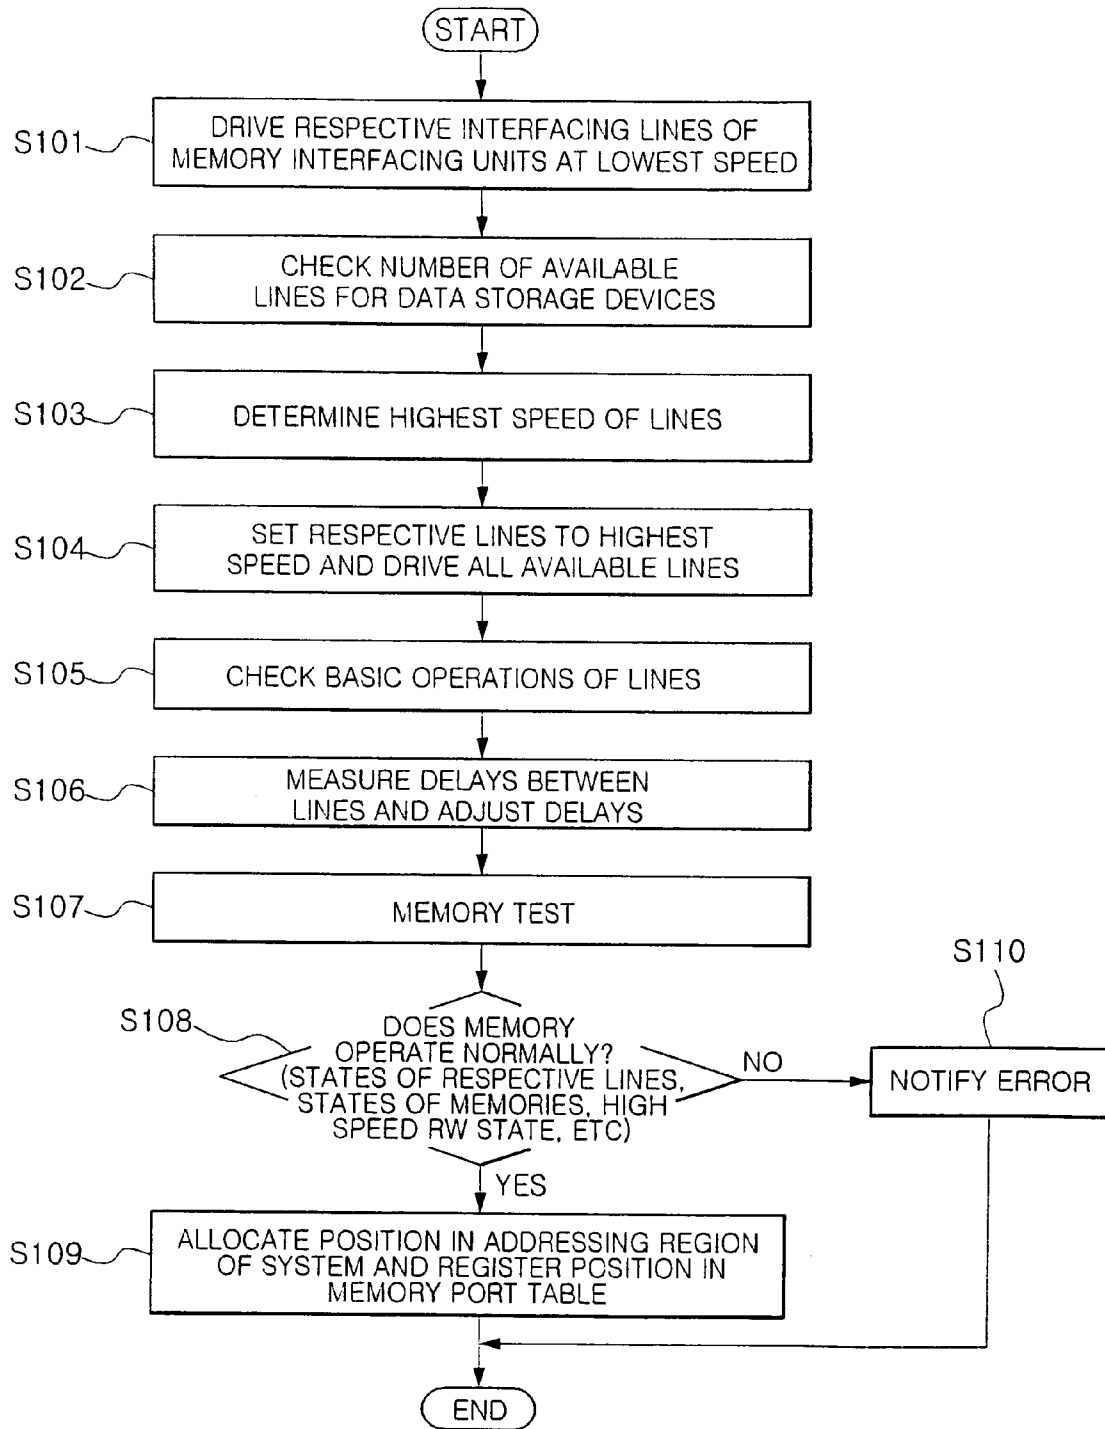 START
S101
DRIVE RESPECTIVE INTERFACING LINES OF
MEMORY INTERFACING UNITS AT LOWEST SPEED
S102
CHECK NUMBER OF AVAILABLE
LINES FOR DATA STORAGE DEVICES
S103
DETERMINE HIGHEST SPEED OF LINES
S104
SET RESPECTIVE LINES TO HIGHEST
SPEED AND DRIVE ALL AVAILABLE LINES
S105
CHECK BASIC OPERATIONS OF LINES
S106
MEASURE DELAYS BETWEEN
LINES AND ADJUST DELAYS
S107
MEMORY TEST
S108
DOES MEMORY
OPERATE NORMALLY?
(STATES OF RESPECTIVE LINES,
STATES OF MEMORIES, HIGH
SPEED RW STATE, ETC)
NO
S110
NOTIFY ERROR
YES
S109
ALLOCATE POSITION IN ADDRESSING REGION
OF SYSTEM AND REGISTER POSITION IN
MEMORY PORT TABLE
END